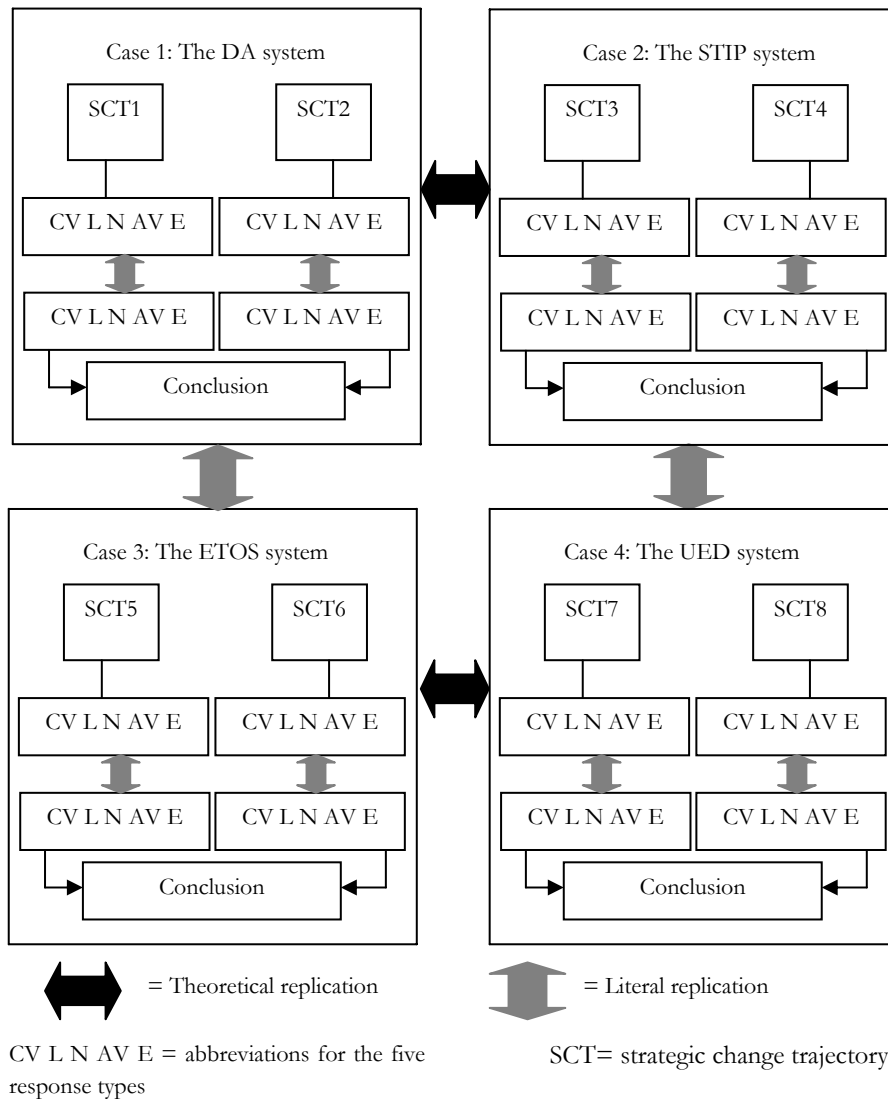 Case 1: The DA system
SCT1
SCT2
CV L N AV E
CV L N AV E
CV L N AV E
CV L N AV E
Conclusion
Case 2: The STIP system
SCT3
SCT4
CV L N AV E
CV L N AV E
CV L N AV E
CV L N AV E
Conclusion
Case 3: The ETOS system
SCT5
SCT6
CV L N AV E
CV L N AV E
CV L N AV E
CV L N AV E
Conclusion
Case 4: The UED system
SCT7
SCT8
CV L N AV E
CV L N AV E
CV L N AV E
CV L N AV E
Conclusion
= Theoretical replication
= Literal replication
CV L N AV E = abbreviations for the five
response types
SCT= strategic change trajectory